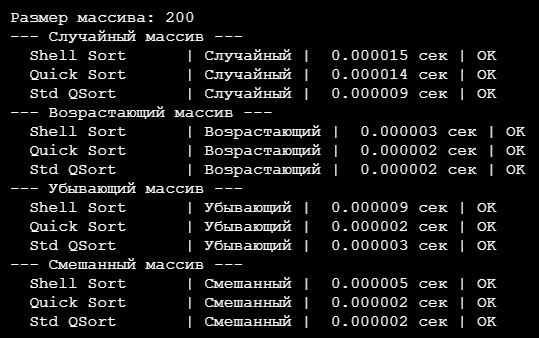 Размер массива: 200
--- Случайный массив ---
  Shell Sort      | Случайный |  0.000015 сек | OK
  Quick Sort      | Случайный |  0.000014 сек | OK
  Std QSort       | Случайный |  0.000009 сек | OK
--- Возрастающий массив ---
  Shell Sort      | Возрастающий |  0.000003 сек | OK
  Quick Sort      | Возрастающий |  0.000002 сек | OK
  Std QSort       | Возрастающий |  0.000002 сек | OK
--- Убывающий массив ---
  Shell Sort      | Убывающий |  0.000009 сек | OK
  Quick Sort      | Убывающий |  0.000002 сек | OK
  Std QSort       | Убывающий |  0.000003 сек | OK
--- Смешанный массив ---
  Shell Sort      | Смешанный |  0.000005 сек | OK
  Quick Sort      | Смешанный |  0.000002 сек | OK
  Std QSort       | Смешанный |  0.000002 сек | OK